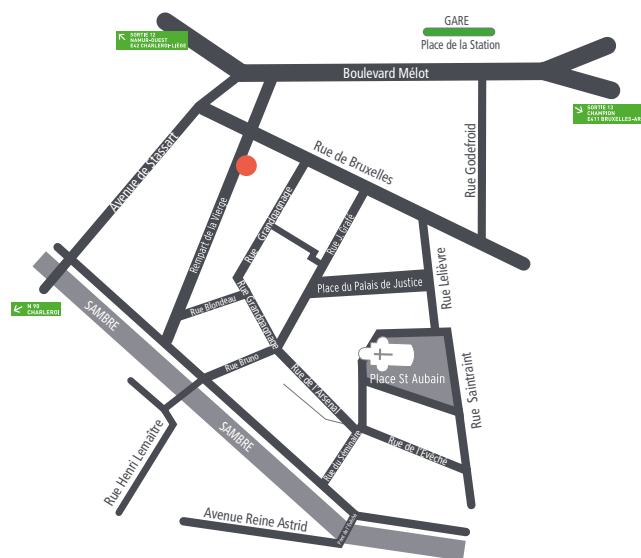 GARE
Place de la Station
SORTIE 12
NAMUR-OUEST
E42 CHARLEROI-LIÈGE
Boulevard Mélot
SORTIE 13
CHAMPION
E411 BRUXELLES-AR
Avenue de Stassart
Rue de Bruxelles
Rue Godefroid
Rempart de la Vierge
Rue Grandgagnage
Rue J. Grafé
Rue Lelièvre
Place du Palais de Justice
Rue Blondeau
Rue Grandgagnage
N 90
CHARLEROI
SAMBRE
Rue Bruno
Rue de l'Arsenal
Place St Aubain
Rue Saintraint
SAMBRE
Rue Henri Lemaître
Rue du Séminaire
Rue de l'Évêché
Avenue Reine Astrid